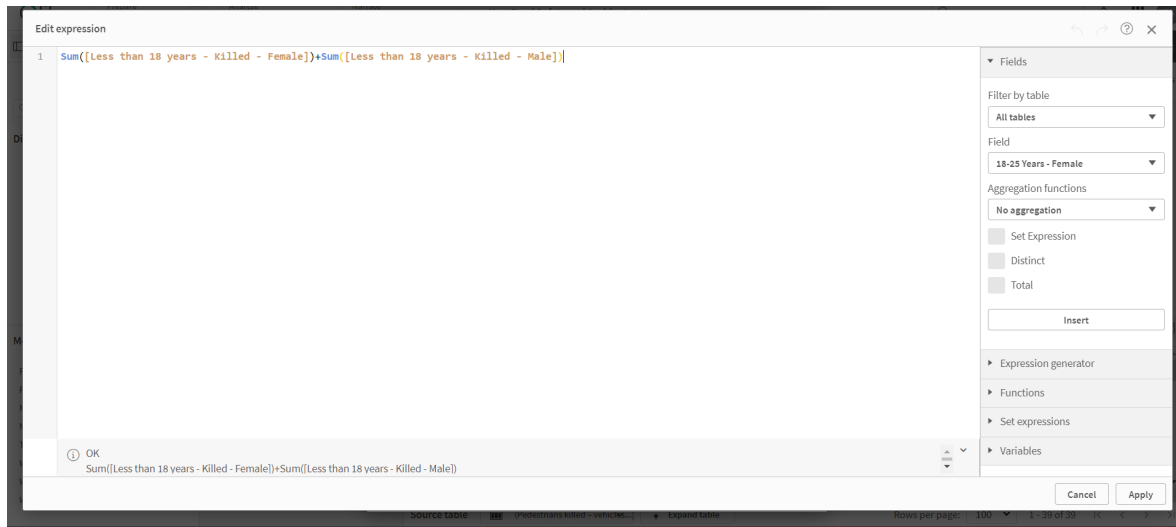 Edit expression
1 Sum([Less than 18 years - Killed - Female])+Sum([Less than 18 years - Killed - Male])
Fields
Filter by table
All tables
Field
18-25 Years - Female
Aggregation functions
No aggregation
Set Expression
Distinct
Total
Insert
Expression generator
Functions
Set expressions
Variables
OK
Sum([Less than 18 years - Killed - Female])+Sum([Less than 18 years - Killed - Male])
Cancel
Apply
Source table
(Pedestrians killed - vehicles...)
Expand table
Rows per page: 100
1 - 39 of 39